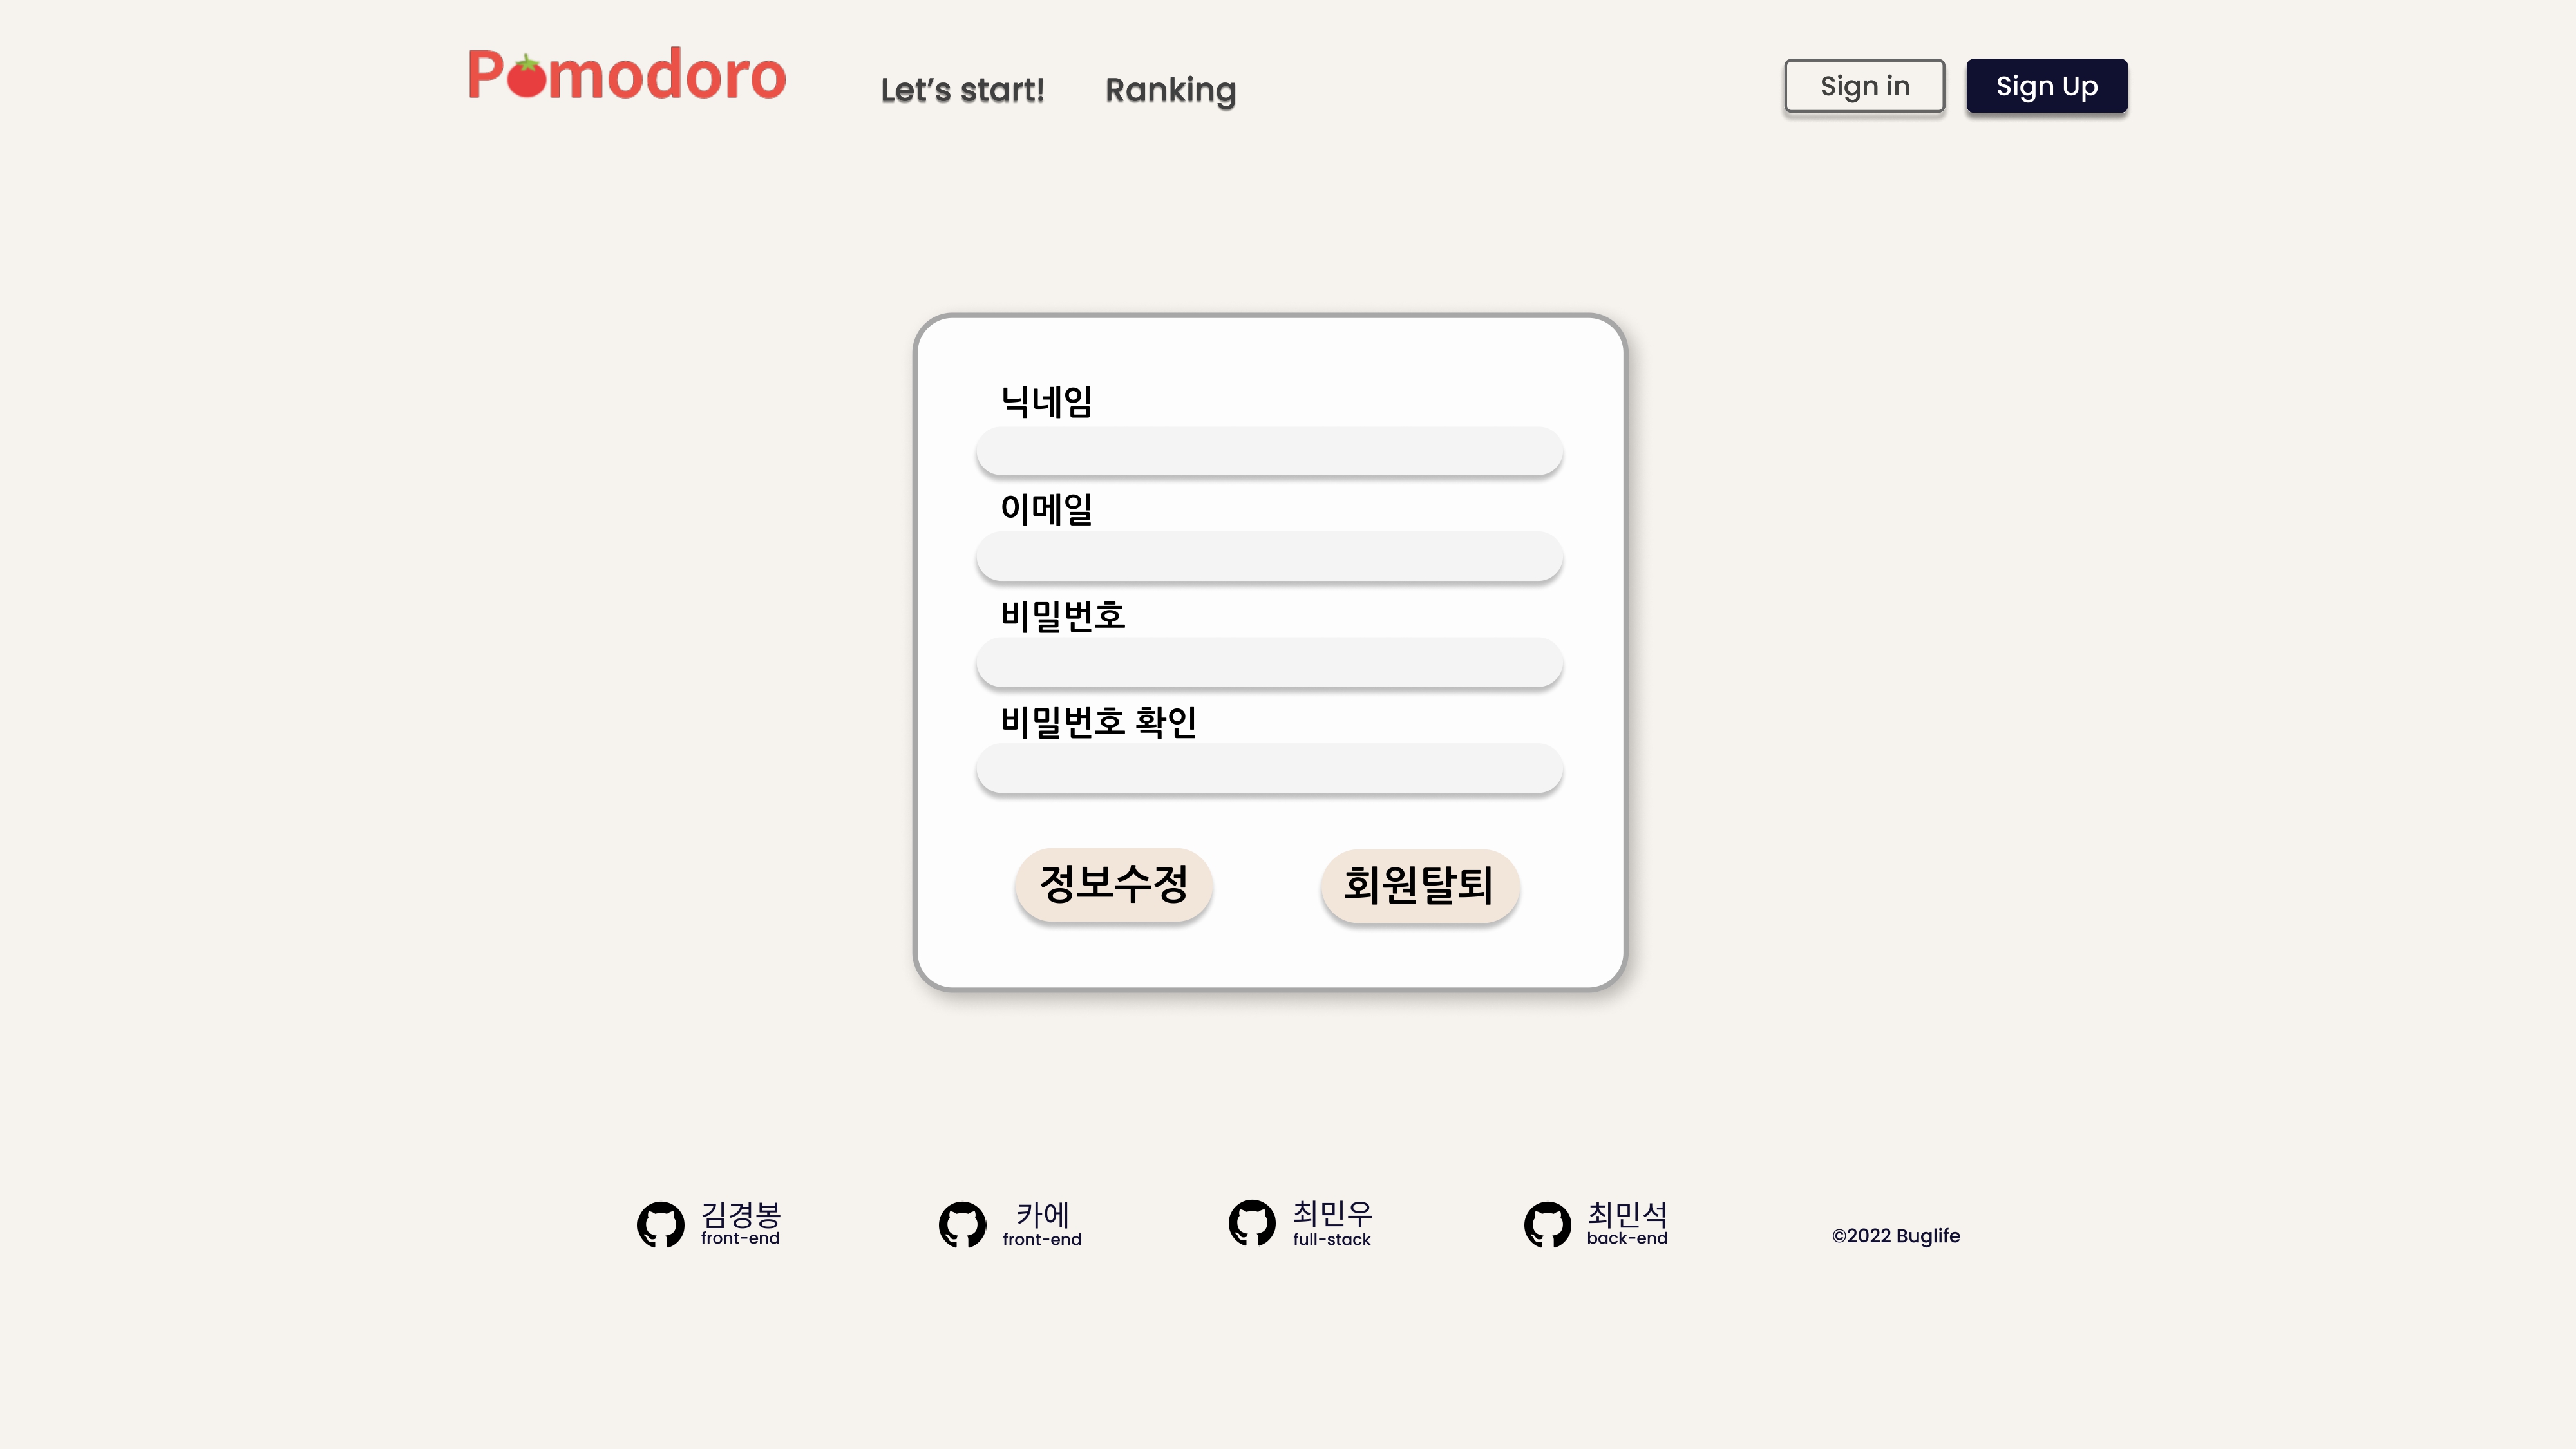 Pomodoro
Let's start!
Ranking
Sign in
Sign Up
닉네임
이메일
비밀번호
비밀번호 확인
정보수정
회원탈퇴
김경봉
front-end
카에
front-end
최민우
full-stack
최민석
back-end
©2022 Buglife